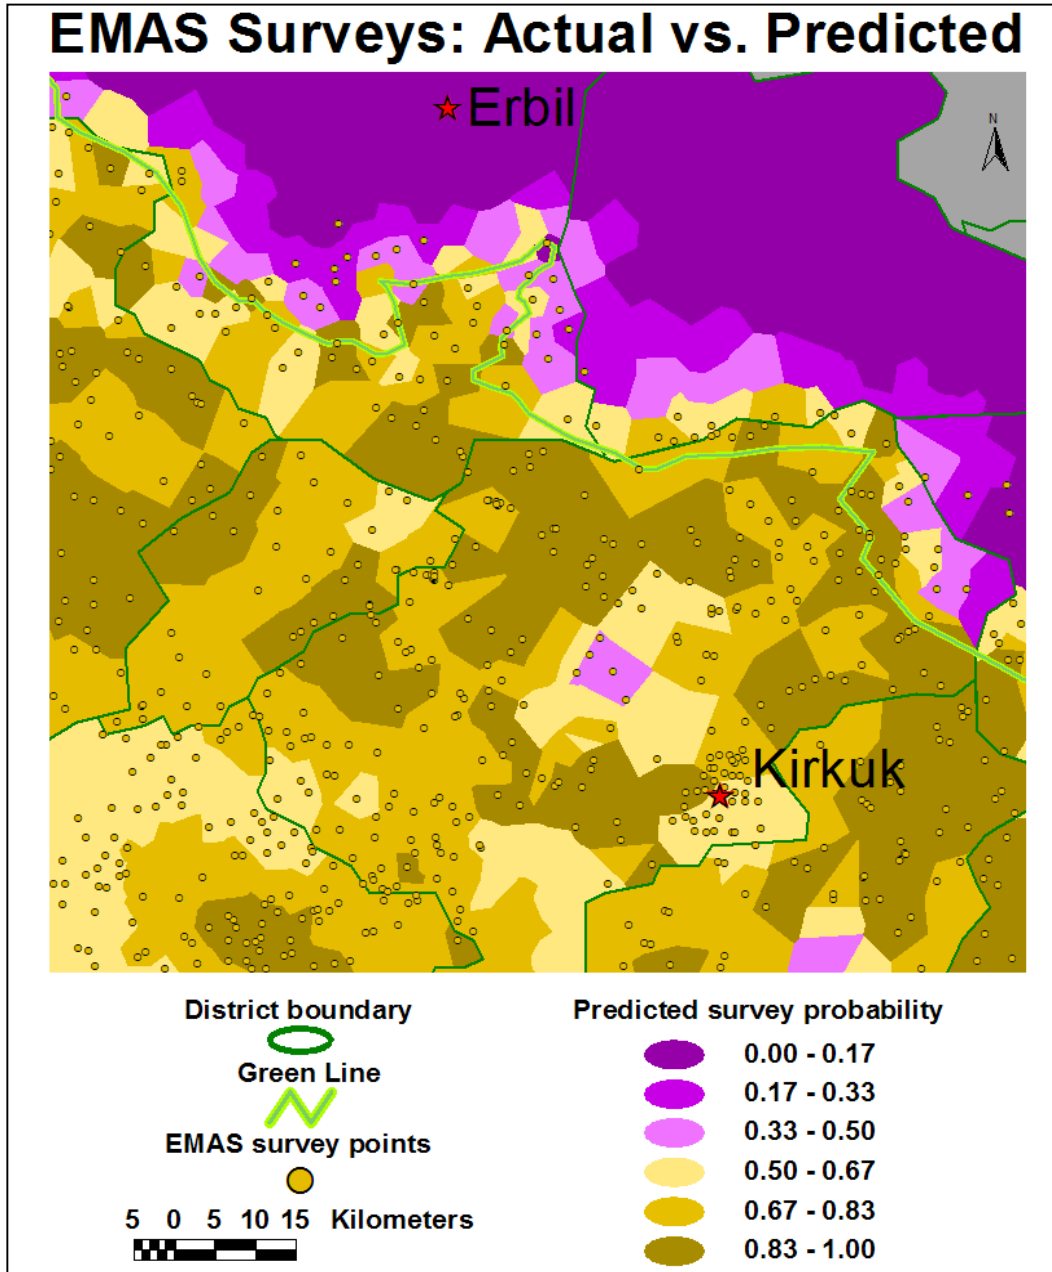 EMAS Surveys: Actual vs. Predicted
N
Erbil
Kirkuk
District boundary
Green Line
EMAS survey points
5 0 5 10 15 Kilometers
Predicted survey probability
0.00 - 0.17
0.17 - 0.33
0.33 - 0.50
0.50 - 0.67
0.67 - 0.83
0.83 - 1.00